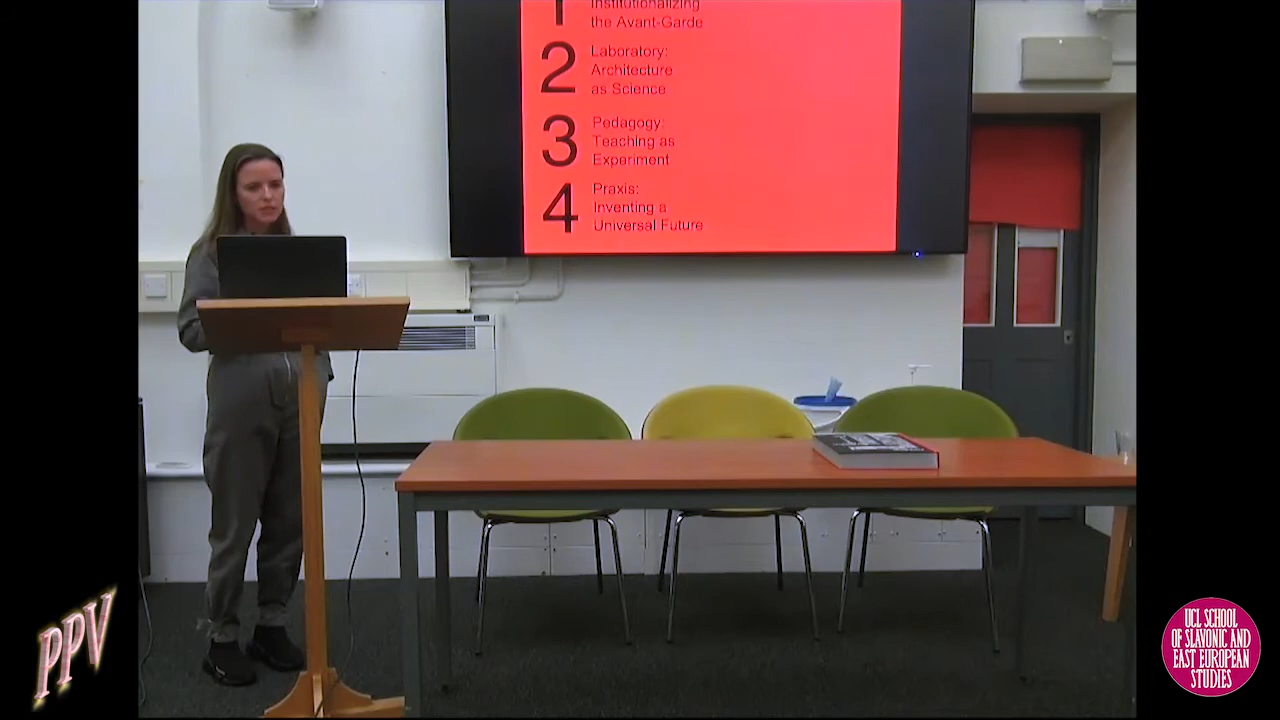 1 Institutionalizing
the Avant-Garde
2 Laboratory:
Architecture
as Science
3 Pedagogy:
Teaching as
Experiment
4 Praxis:
Inventing a
Universal Future
PPV
UCL SCHOOL
OF SLAVONIC AND
EAST EUROPEAN
STUDIES